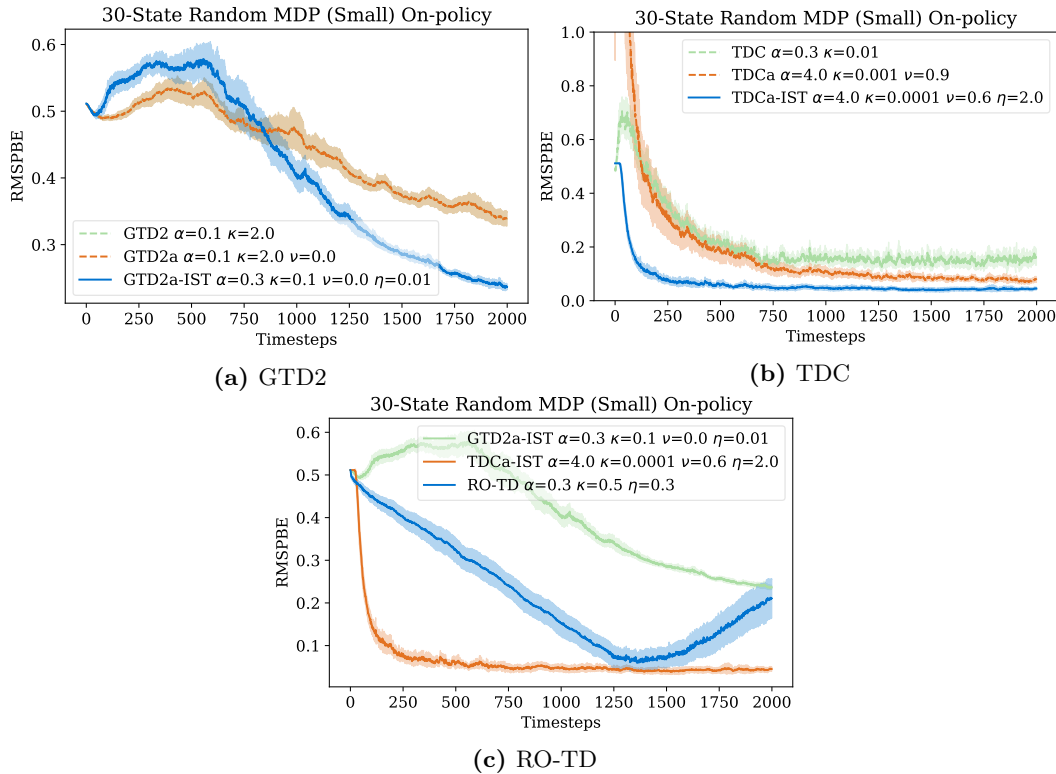 30-State Random MDP (Small) On-policy
RMSPBE
0.6
0.5
0.4
0.3
GTD2 α=0.1 κ=2.0
GTD2a α=0.1 κ=2.0 ν=0.0
GTD2a-IST α=0.3 κ=0.1 ν=0.0 η=0.01
0 250 500 750 1000 1250 1500 1750 2000
Timesteps
(a) GTD2
30-State Random MDP (Small) On-policy
RMSPBE
1.0
0.8
0.6
0.4
0.2
0.0
TDC α=0.3 κ=0.01
TDCa α=4.0 κ=0.001 ν=0.9
TDCa-IST α=4.0 κ=0.0001 ν=0.6 η=2.0
0 250 500 750 1000 1250 1500 1750 2000
Timesteps
(b) TDC
30-State Random MDP (Small) On-policy
RMSPBE
0.6
0.5
0.4
0.3
0.2
0.1
GTD2a-IST α=0.3 κ=0.1 ν=0.0 η=0.01
TDCa-IST α=4.0 κ=0.0001 ν=0.6 η=2.0
RO-TD α=0.3 κ=0.5 η=0.3
0 250 500 750 1000 1250 1500 1750 2000
Timesteps
(c) RO-TD